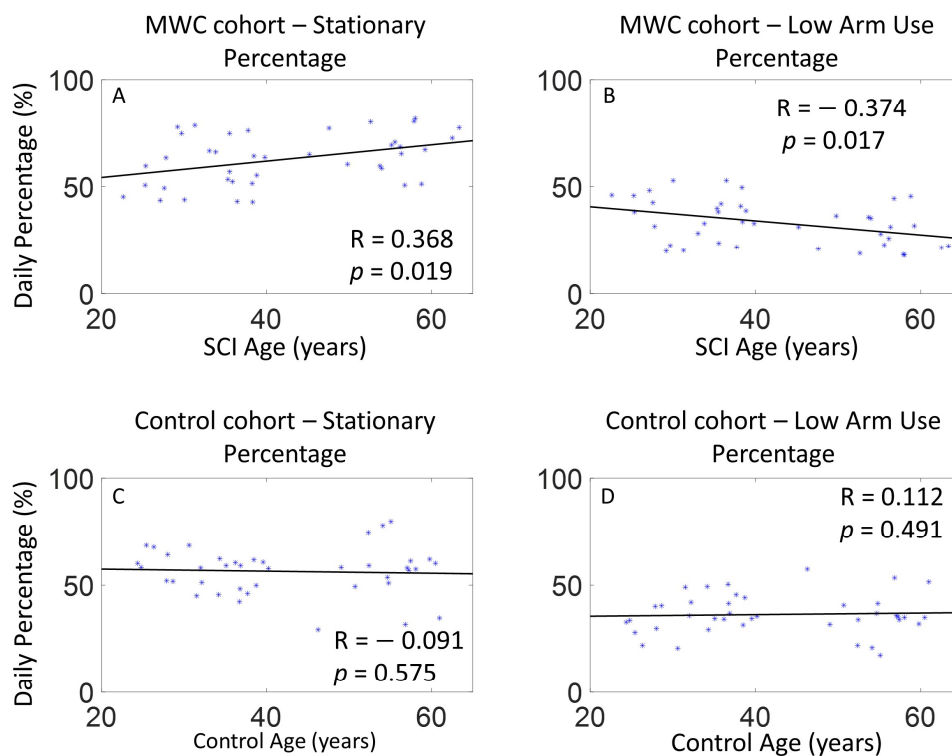 MWC cohort – Stationary
Percentage
100
A
50
0
20
40
60
Daily Percentage (%)
R = 0.368
p = 0.019
SCI Age (years)
MWC cohort – Low Arm Use
Percentage
100
B
50
0
20
40
60
R = – 0.374
p = 0.017
SCI Age (years)
Control cohort – Stationary
Percentage
100
C
50
0
20
40
60
Daily Percentage (%)
R = – 0.091
p = 0.575
Control Age (years)
Control cohort – Low Arm Use
Percentage
100
D
50
0
20
40
60
R = 0.112
p = 0.491
Control Age (years)